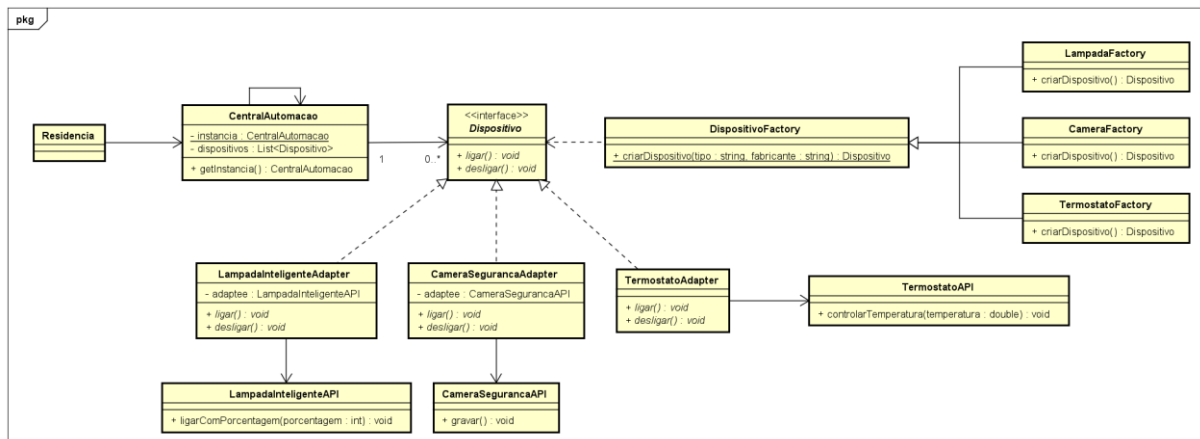 pkg
LampadaFactory
+ criarDispositivo() : Dispositivo
Residencia
CentralAutomacao
- instancia : CentralAutomacao
- dispositivos : List<Dispositivo>
+ getInstancia() : CentralAutomacao
1
0..*
<<interface>>
Dispositivo
+ ligar() : void
+ desligar() : void
DispositivoFactory
+ criarDispositivo(tipo : string, fabricante : string) : Dispositivo
CameraFactory
+ criarDispositivo() : Dispositivo
TermostatoFactory
+ criarDispositivo() : Dispositivo
LampadaInteligenteAdapter
- adaptee : LampadaInteligenteAPI
+ ligar() : void
+ desligar() : void
CameraSegurancaAdapter
- adaptee : CameraSegurancaAPI
+ ligar() : void
+ desligar() : void
TermostatoAdapter
+ ligar() : void
+ desligar() : void
TermostatoAPI
+ controlarTemperatura(temperatura : double) : void
LampadaInteligenteAPI
+ ligarComPorcentagem(porcentagem : int) : void
CameraSegurancaAPI
+ gravar() : void